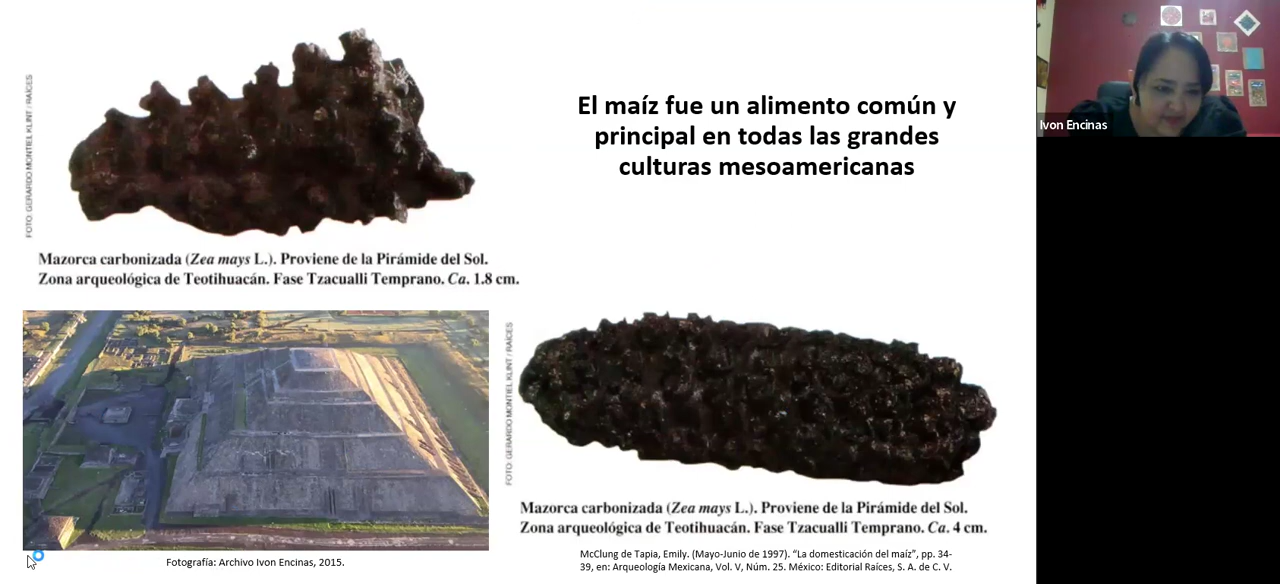 El maíz fue un alimento común y
principal en todas las grandes
culturas mesoamericanas
Ivon Encinas
FOTO: GERARDO MONTIEL KLINT / RAÍCES
Mazorca carbonizada (Zea mays L.). Proviene de la Pirámide del Sol.
Zona arqueológica de Teotihuacán. Fase Tzacualli Temprano. Ca. 1.8 cm.
FOTO: GERARDO MONTIEL KLINT / RAÍCES
Mazorca carbonizada (Zea mays L.). Proviene de la Pirámide del Sol.
Zona arqueológica de Teotihuacán. Fase Tzacualli Temprano. Ca. 4 cm.
Fotografía: Archivo Ivon Encinas, 2015.
McClung de Tapia, Emily. (Mayo-Junio de 1997). “La domesticación del maíz”, pp. 34-
39, en: Arqueología Mexicana, Vol. V, Núm. 25. México: Editorial Raíces, S. A. de C. V.